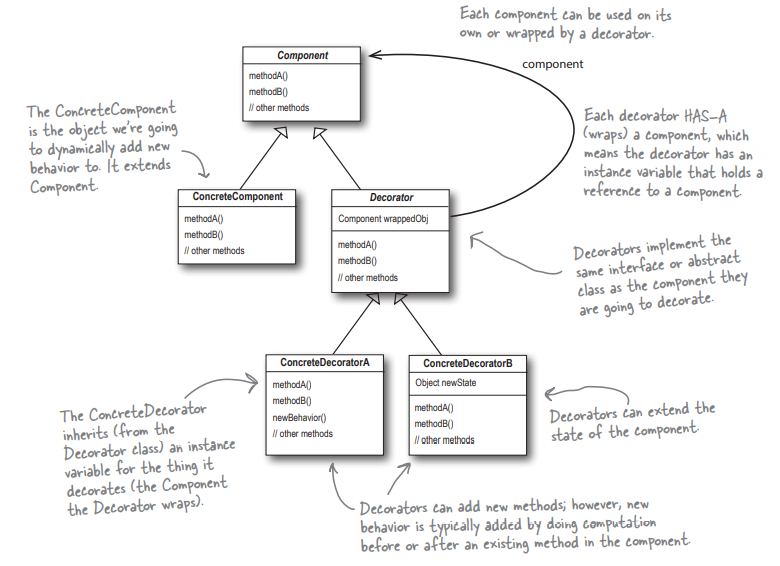 Each component can be used on its
own or wrapped by a decorator.
Component
methodA()
methodB()
// other methods
component
The ConcreteComponent
is the object we're going
to dynamically add new
behavior to. It extends
Component.
Each decorator HAS-A
(wraps) a component, which
means the decorator has an
instance variable that holds a
reference to a component.
ConcreteComponent
methodA()
methodB()
// other methods
Decorator
Component wrappedObj
methodA()
methodB()
// other methods
Decorators implement the
same interface or abstract
class as the component they
are going to decorate.
ConcreteDecoratorA
methodA()
methodB()
newBehavior()
// other methods
ConcreteDecoratorB
Object newState
methodA()
methodB()
// other methods
The ConcreteDecorator
inherits (from the
Decorator class) an instance
variable for the thing it
decorates (the Component
the Decorator wraps).
Decorators can extend the
state of the component.
Decorators can add new methods; however, new
behavior is typically added by doing computation
before or after an existing method in the component.